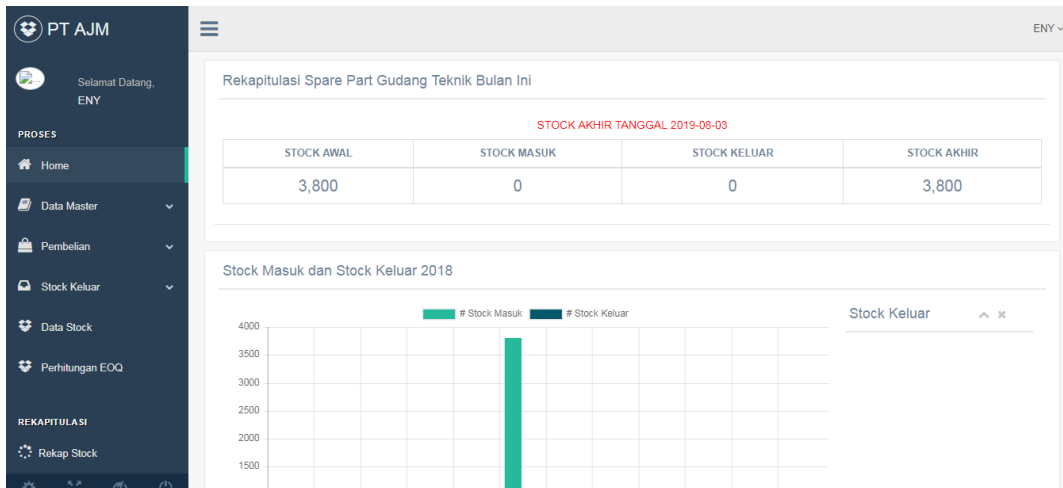 PT AJM
ENY
Selamat Datang,
ENY
PROSES
Home
Data Master
Pembelian
Stock Keluar
Data Stock
Perhitungan EOQ
REKAPITULASI
Rekap Stock
Rekapitulasi Spare Part Gudang Teknik Bulan Ini
STOCK AKHIR TANGGAL 2019-08-03
STOCK AWAL STOCK MASUK STOCK KELUAR STOCK AKHIR
3,800 0 0 3,800
Stock Masuk dan Stock Keluar 2018
# Stock Masuk # Stock Keluar
4000
3500
3000
2500
2000
1500
Stock Keluar